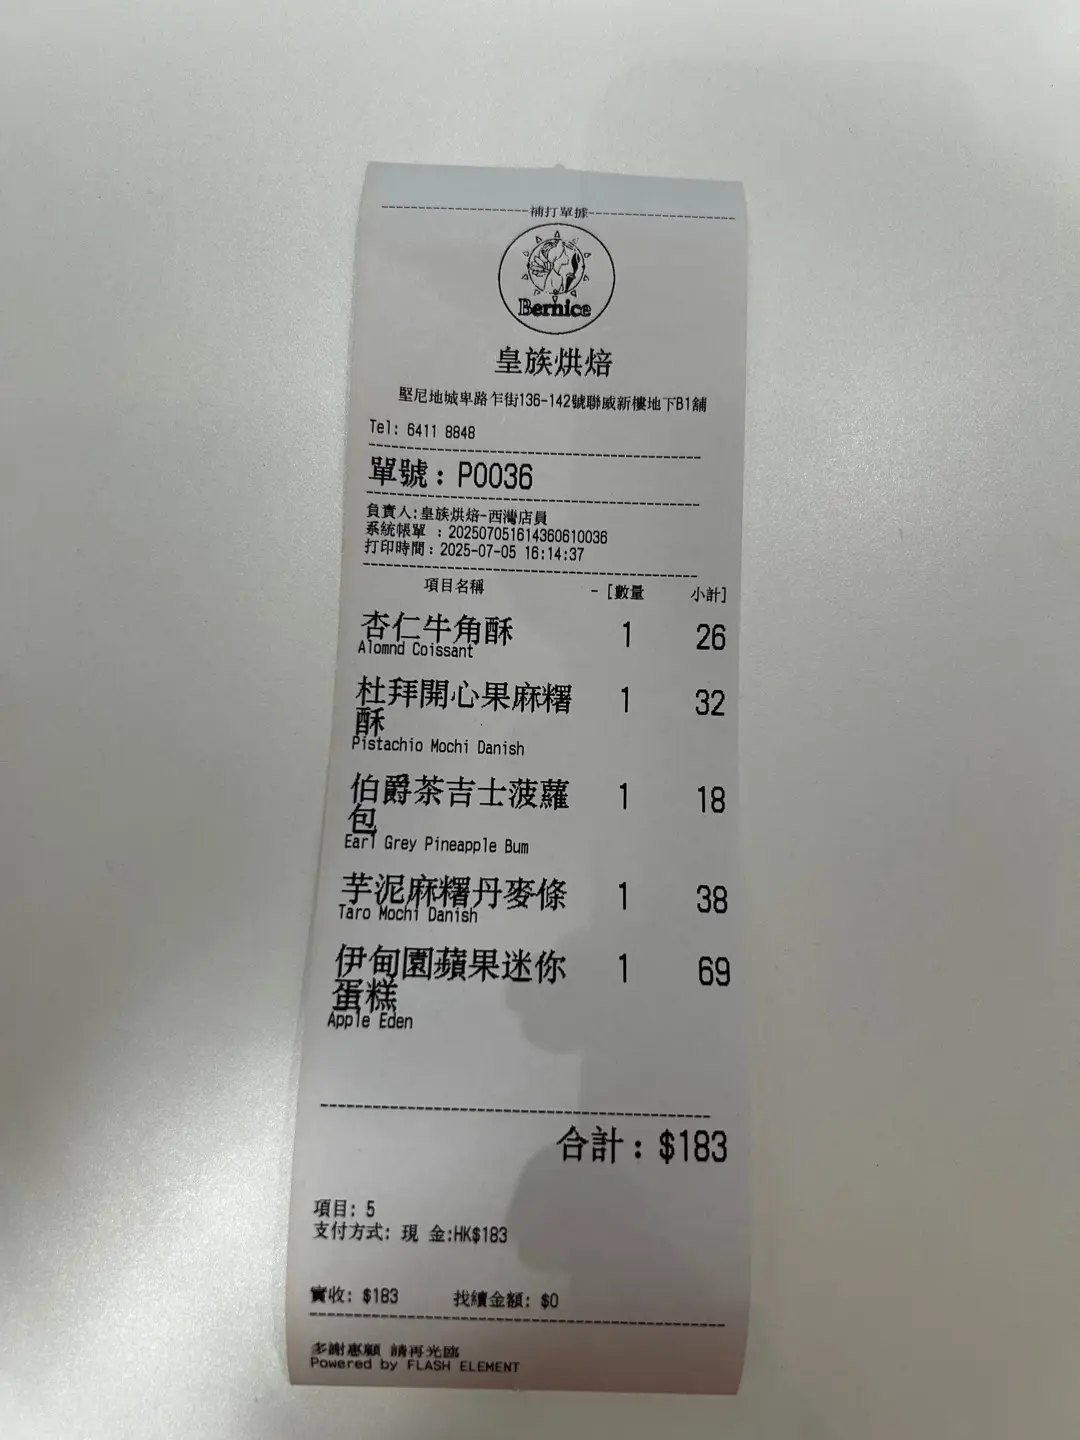 補打單據
Bernice
皇族烘焙
堅尼地城卑路乍街136-142號聯威新樓地下B1舖
Tel: 6411 8848
單號：P0036
負責人:皇族烘焙-西灣店員
系統帳單 ：202507051614360610036
打印時間：2025-07-05 16:14:37
項目名稱 -[數量 小計]
杏仁牛角酥 1 26
Alomnd Coissant
杜拜開心果麻糬 1 32
酥
Pistachio Mochi Danish
伯爵茶吉士菠蘿 1 18
包
Earl Grey Pineapple Bum
芋泥麻糬丹麥條 1 38
Taro Mochi Danish
伊甸園蘋果迷你 1 69
蛋糕
Apple Eden
合計：$183
項目: 5
支付方式: 現 金:HK$183
實收: $183 找續金額: $0
多謝惠顧 請再光臨
Powered by FLASH ELEMENT